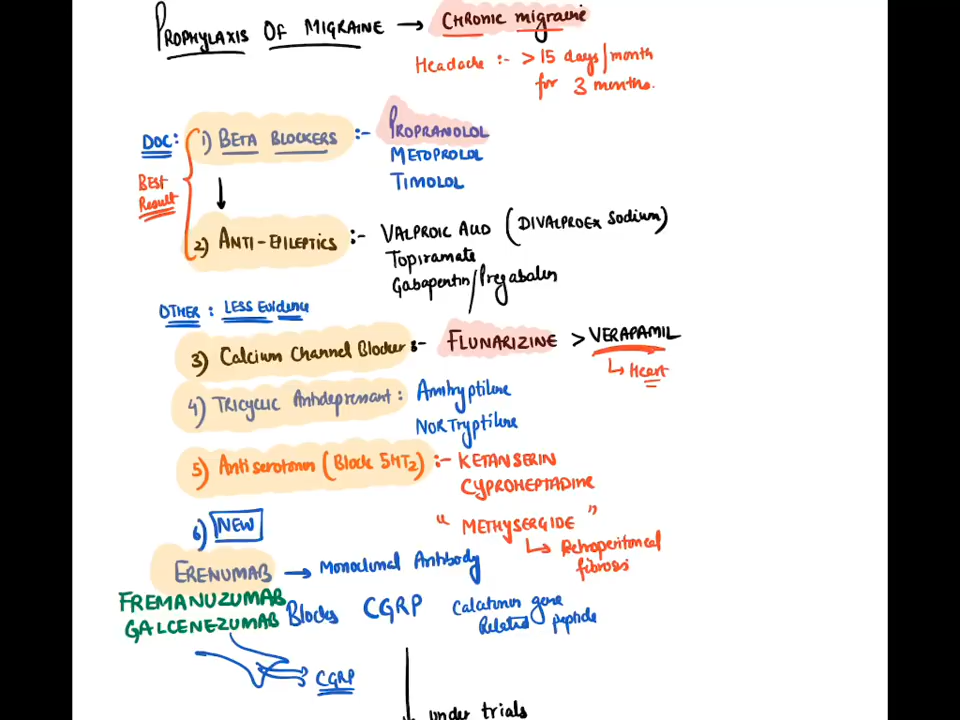 PROPHYLAXIS OF MIGRAINE → CHRONIC migraine
Headache :- > 15 days/month
for 3 months.
DOC: 1) BETA BLOCKERS :- PROPRANOLOL
METOPROLOL
TIMOLOL
BEST
Result
2) ANTI-EPILEPTICS :- VALPROIC ACID (DIVALPROEX SODIUM)
Topiramate
Gabapentin/Pregabalin
OTHER : LESS Evidence
3) Calcium Channel Blocker :- FLUNARIZINE > VERAPAMIL
↳ Heart
4) TRICYCLIC Antidepressant : Amitryptilene
NORTryptilene
5) Antiserotonin (Block 5HT2) :- KETANSERIN
CYPROHEPTADINE
6) NEW
" METHYSERGIDE "
↳ Retroperitoneal
fibrosis
ERENUMAB → Monoclonal Antibody
FREMANUZUMAB
GALCENEZUMAB Blocks CGRP Calcitonin gene
Related peptide
CGRP
under trials